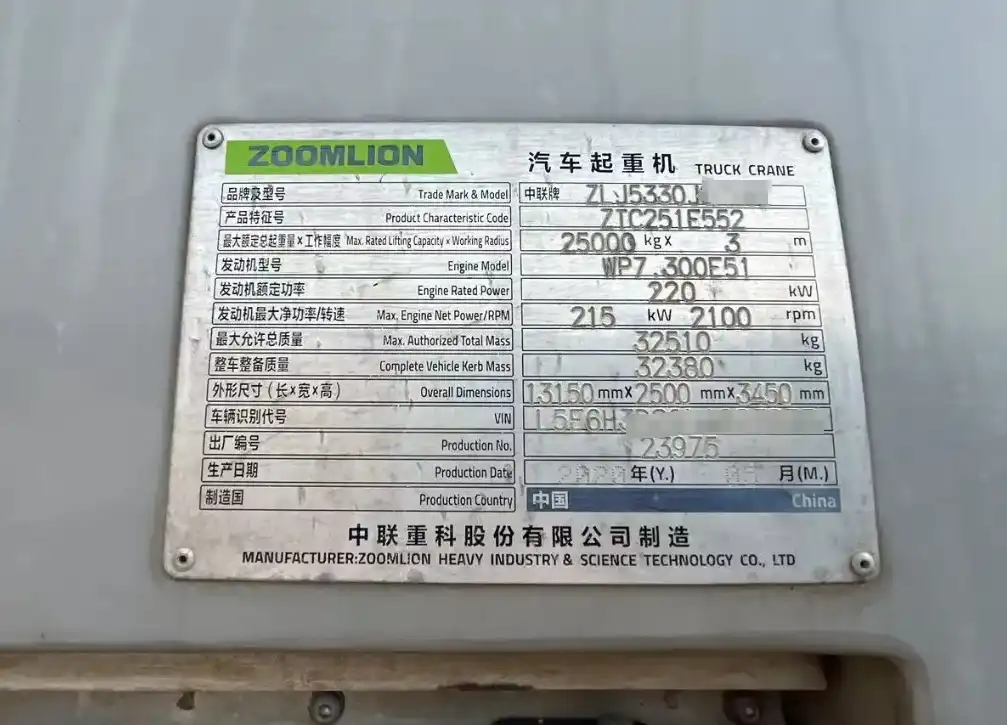 ZOOMLION 汽车起重机 TRUCK CRANE
品牌及型号 Trade Mark & Model 中联牌 ZLJ5330J
产品特征号 Product Characteristic Code ZTC251E552
最大额定总起重量×工作幅度 Max. Rated Lifting Capacity × Working Radius 25000 kg× 3 m
发动机型号 Engine Model WP7.300E51
发动机额定功率 Engine Rated Power 220 kW
发动机最大净功率/转速 Max. Engine Net Power/RPM 215 kW 2100 rpm
最大允许总质量 Max. Authorized Total Mass 32510 kg
整车整备质量 Complete Vehicle Kerb Mass 32380 kg
外形尺寸(长×宽×高) Overall Dimensions 13150 mm× 2500 mm× 3450 mm
车辆识别代号 VIN L5E6H3
出厂编号 Production No. 23975
生产日期 Production Date 2020 年(Y.) 月(M.)
制造国 Production Country 中国 China
中联重科股份有限公司制造
MANUFACTURER:ZOOMLION HEAVY INDUSTRY & SCIENCE TECHNOLOGY CO., LTD